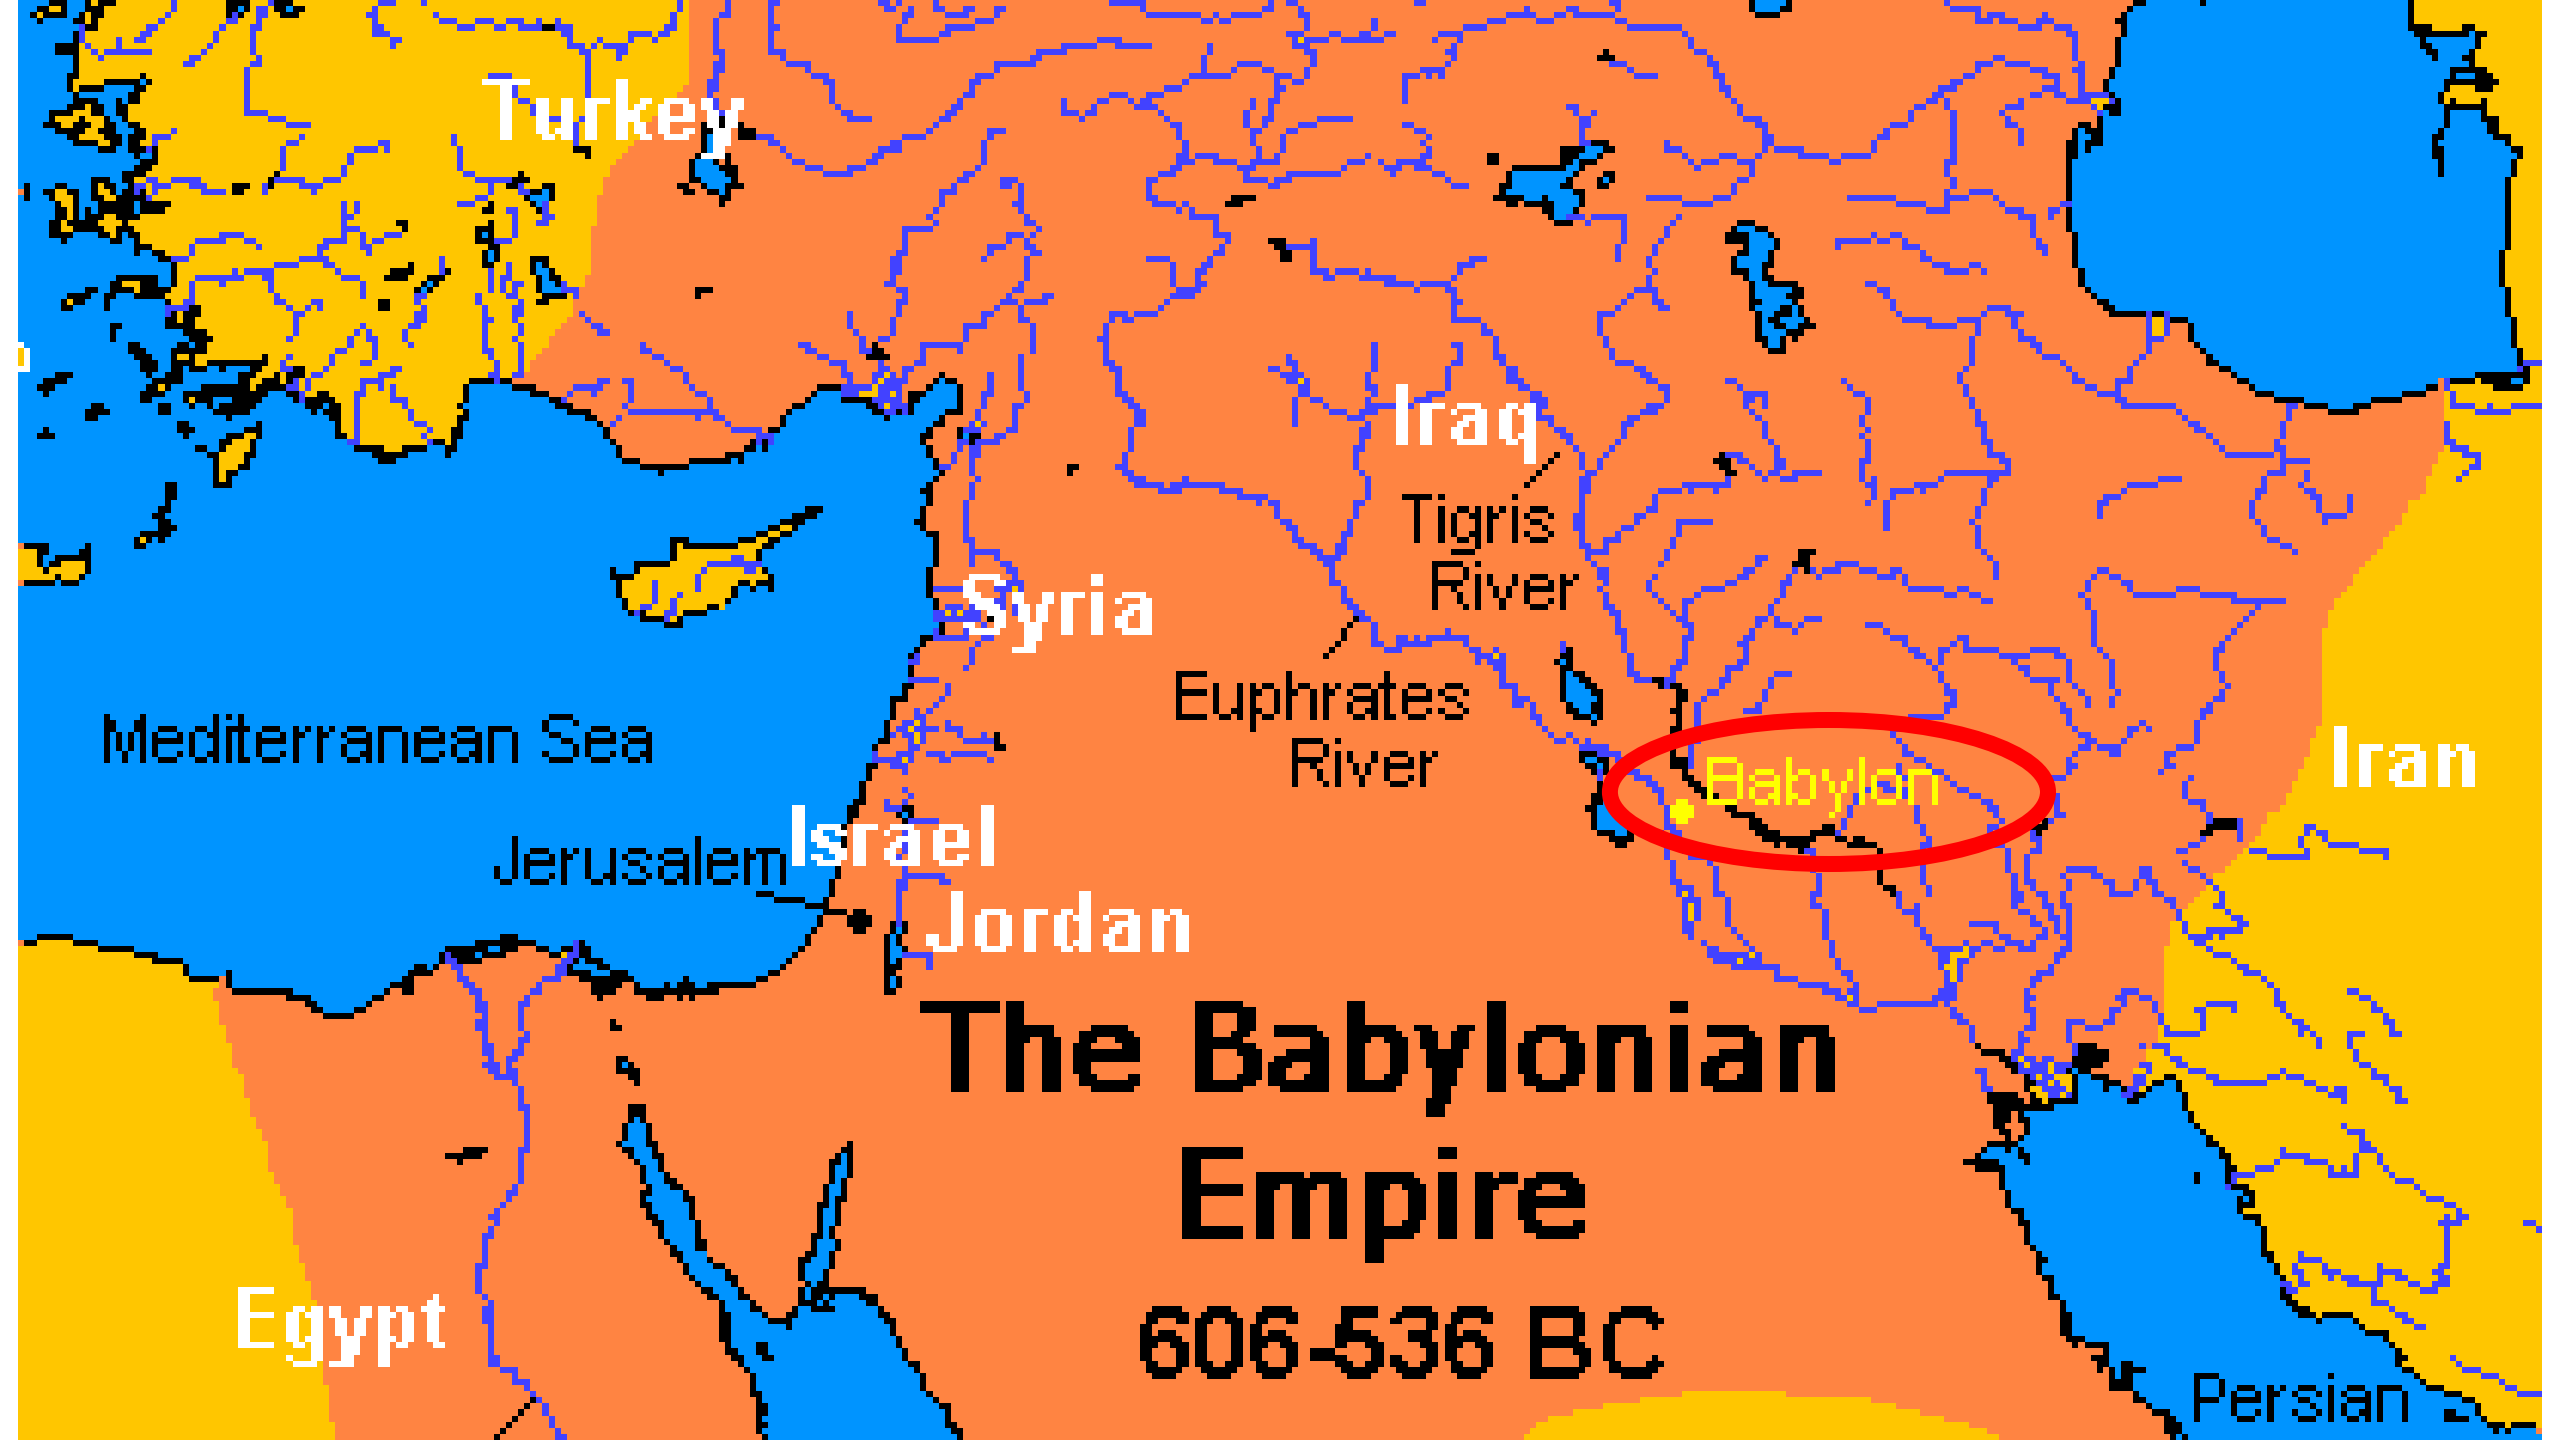 Turkey
Iraq
Tigris
River
Syria
Euphrates
River
Mediterranean Sea
Babylon
Iran
Israel
Jerusalem
Jordan
The Babylonian
Empire
606-536 BC
Egypt
Persian